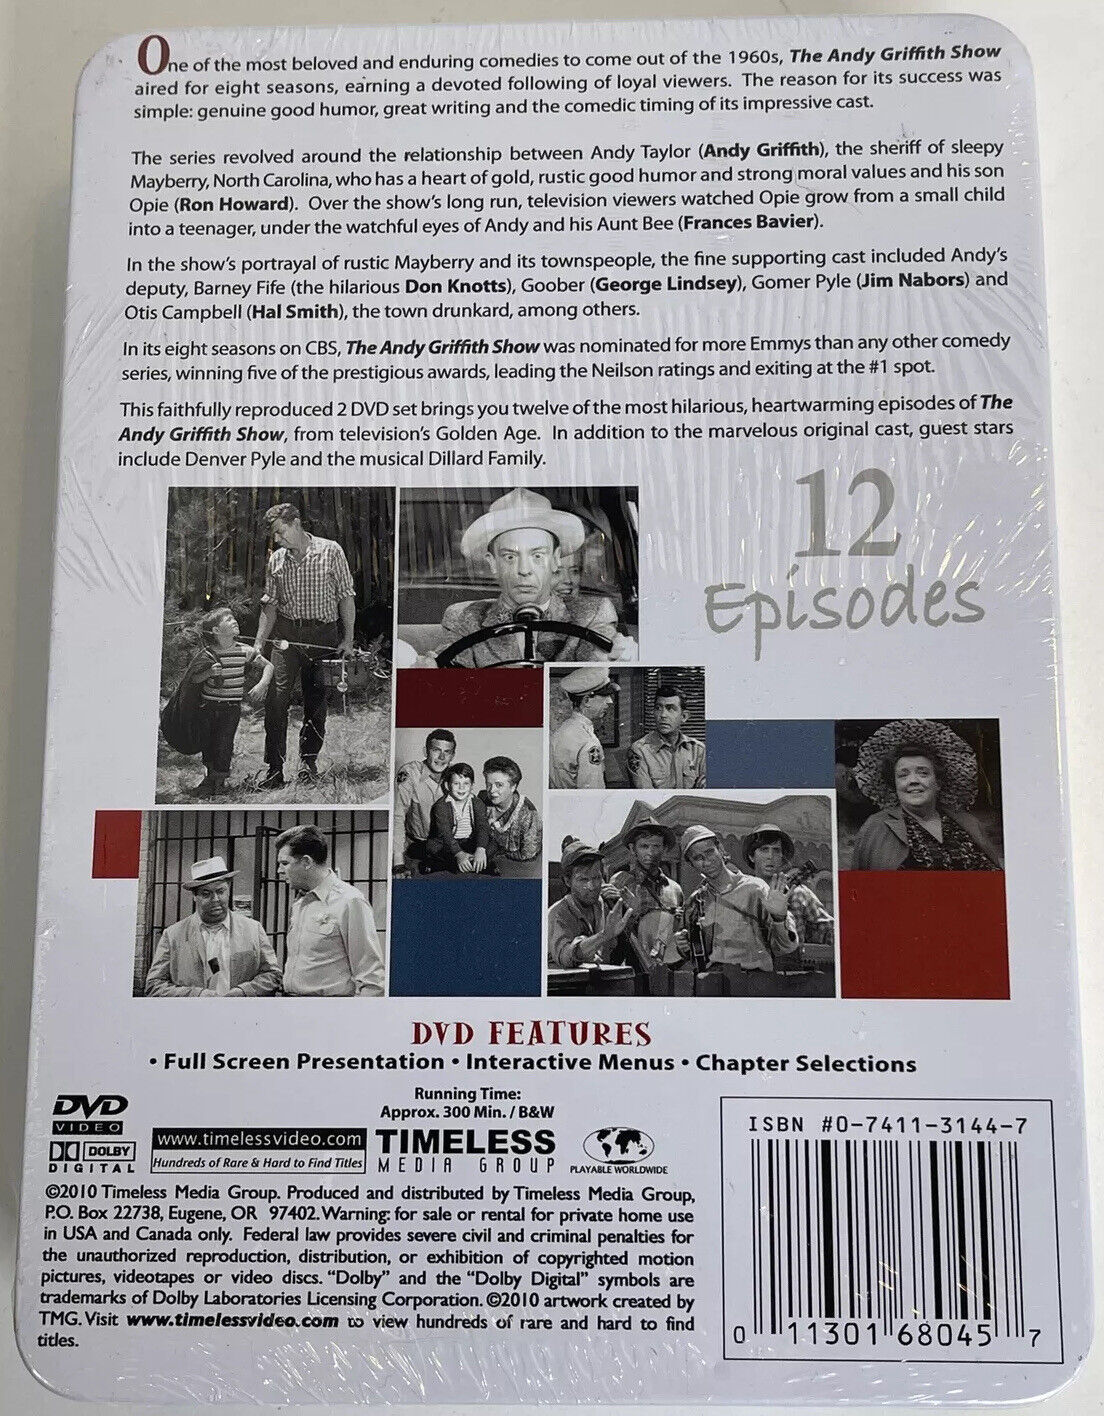 One of the most beloved and enduring comedies to come out of the 1960s, The Andy Griffith Show
aired for eight seasons, earning a devoted following of loyal viewers. The reason for its success was
simple: genuine good humor, great writing and the comedic timing of its impressive cast.
The series revolved around the relationship between Andy Taylor (Andy Griffith), the sheriff of sleepy
Mayberry, North Carolina, who has a heart of gold, rustic good humor and strong moral values and his son
Opie (Ron Howard). Over the show's long run, television viewers watched Opie grow from a small child
into a teenager, under the watchful eyes of Andy and his Aunt Bee (Frances Bavier).
In the show's portrayal of rustic Mayberry and its townspeople, the fine supporting cast included Andy's
deputy, Barney Fife (the hilarious Don Knotts), Goober (George Lindsey), Gomer Pyle (Jim Nabors) and
Otis Campbell (Hal Smith), the town drunkard, among others.
In its eight seasons on CBS, The Andy Griffith Show was nominated for more Emmys than any other comedy
series, winning five of the prestigious awards, leading the Neilson ratings and exiting at the #1 spot.
This faithfully reproduced 2 DVD set brings you twelve of the most hilarious, heartwarming episodes of The
Andy Griffith Show, from television's Golden Age. In addition to the marvelous original cast, guest stars
include Denver Pyle and the musical Dillard Family.
12
Episodes
DVD FEATURES
• Full Screen Presentation • Interactive Menus • Chapter Selections
Running Time:
Approx. 300 Min. / B&W
DVD
VIDEO
DOLBY
DIGITAL
www.timelessvideo.com
Hundreds of Rare & Hard to Find Titles
TIMELESS
MEDIA GROUP
PLAYABLE WORLDWIDE
©2010 Timeless Media Group. Produced and distributed by Timeless Media Group,
P.O. Box 22738, Eugene, OR 97402. Warning: for sale or rental for private home use
in USA and Canada only. Federal law provides severe civil and criminal penalties for
the unauthorized reproduction, distribution, or exhibition of copyrighted motion
pictures, videotapes or video discs. "Dolby" and the "Dolby Digital" symbols are
trademarks of Dolby Laboratories Licensing Corporation. ©2010 artwork created by
TMG. Visit www.timelessvideo.com to view hundreds of rare and hard to find
titles.
ISBN #0-7411-3144-7
0 11301 68045 7